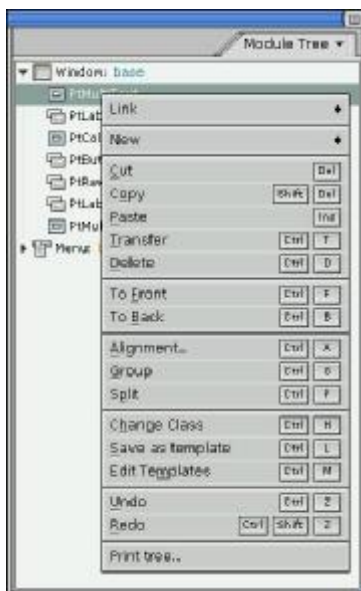 Module Tree
Window: base
Link
PtLab
PtCol
New
PtBut
PtRaw
Cut Del
Copy Shift Del
PtLab
Paste Ins
PtMul
Transfer Ctrl T
Menu:
Delete Ctrl D
To Front Ctrl F
To Back Ctrl B
Alignment... Ctrl A
Group Ctrl G
Split Ctrl P
Change Class Ctrl H
Save as template Ctrl L
Edit Templates Ctrl M
Undo Ctrl Z
Redo Ctrl Shift Z
Print tree...